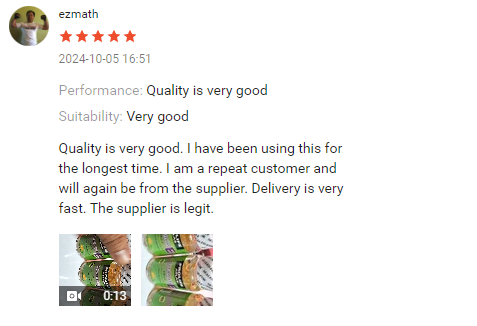 ezmath
2024-10-05 16:51
Performance: Quality is very good
Suitability: Very good
Quality is very good. I have been using this for
the longest time. I am a repeat customer and
will again be from the supplier. Delivery is very
fast. The supplier is legit.
0:13